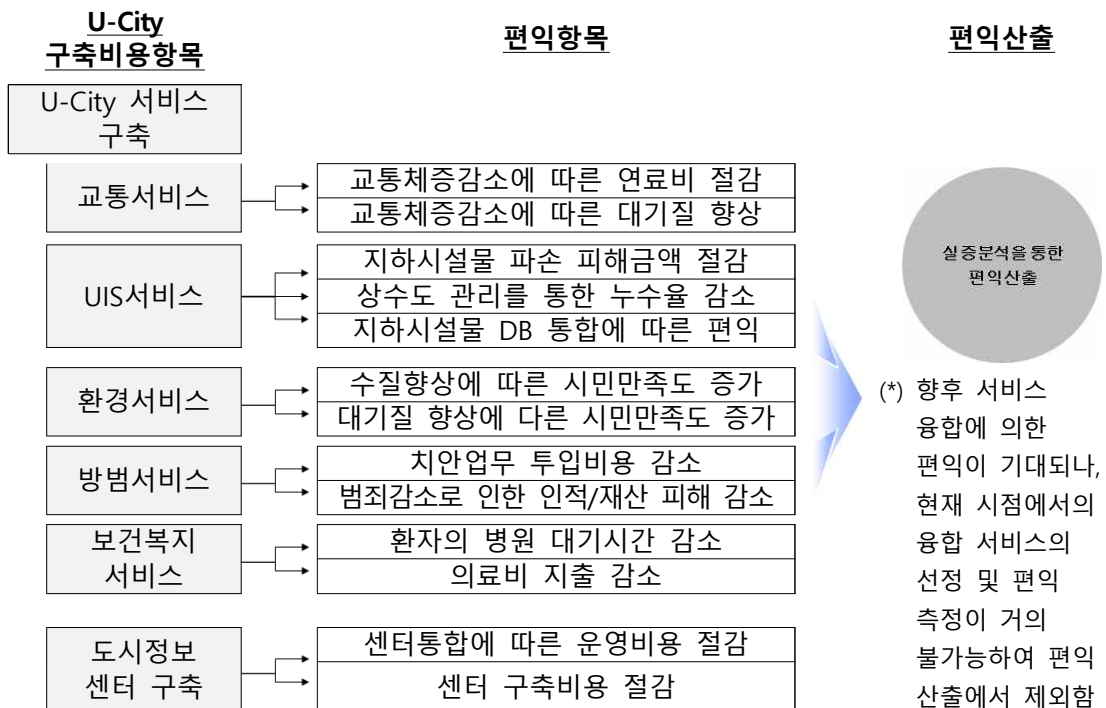 U-City
구축비용항목
편익항목
편익산출
U-City 서비스
구축
교통서비스
교통체증감소에 따른 연료비 절감
교통체증감소에 따른 대기질 향상
UIS서비스
지하시설물 파손 피해금액 절감
상수도 관리를 통한 누수율 감소
지하시설물 DB 통합에 따른 편익
환경서비스
수질향상에 따른 시민만족도 증가
대기질 향상에 다른 시민만족도 증가
방범서비스
치안업무 투입비용 감소
범죄감소로 인한 인적/재산 피해 감소
보건복지
서비스
환자의 병원 대기시간 감소
의료비 지출 감소
도시정보
센터 구축
센터통합에 따른 운영비용 절감
센터 구축비용 절감
실증분석을 통한
편익산출
(*) 향후 서비스
융합에 의한
편익이 기대되나,
현재 시점에서의
융합 서비스의
선정 및 편익
측정이 거의
불가능하여 편익
산출에서 제외함